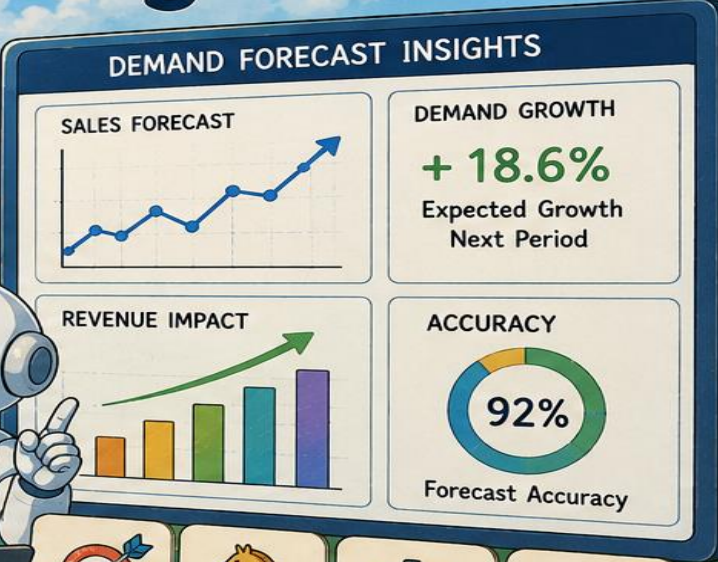 DEMAND FORECAST INSIGHTS
SALES FORECAST
DEMAND GROWTH
+ 18.6%
Expected Growth
Next Period
REVENUE IMPACT
ACCURACY
92%
Forecast Accuracy